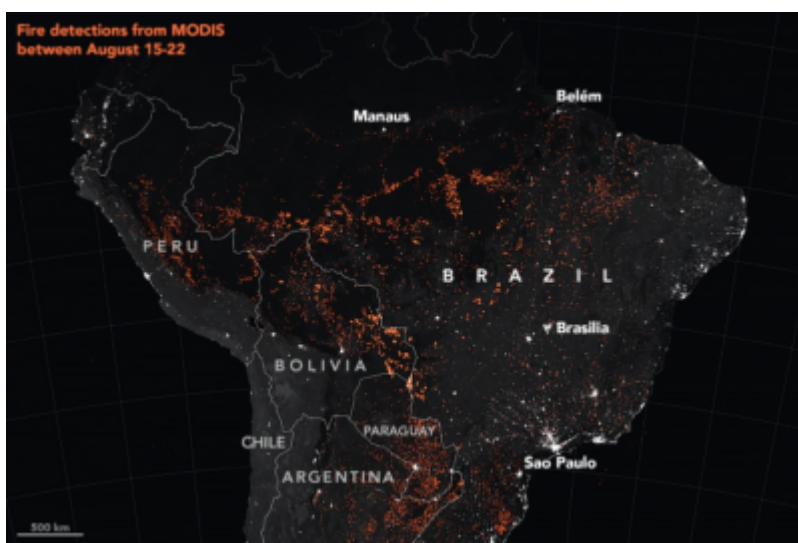 Fire detections from MODIS
between August 15-22
Belém
Manaus
PERU
BRAZIL
Brasilia
BOLIVIA
PARAGUAY
CHILE
Sao Paulo
ARGENTINA
500 km